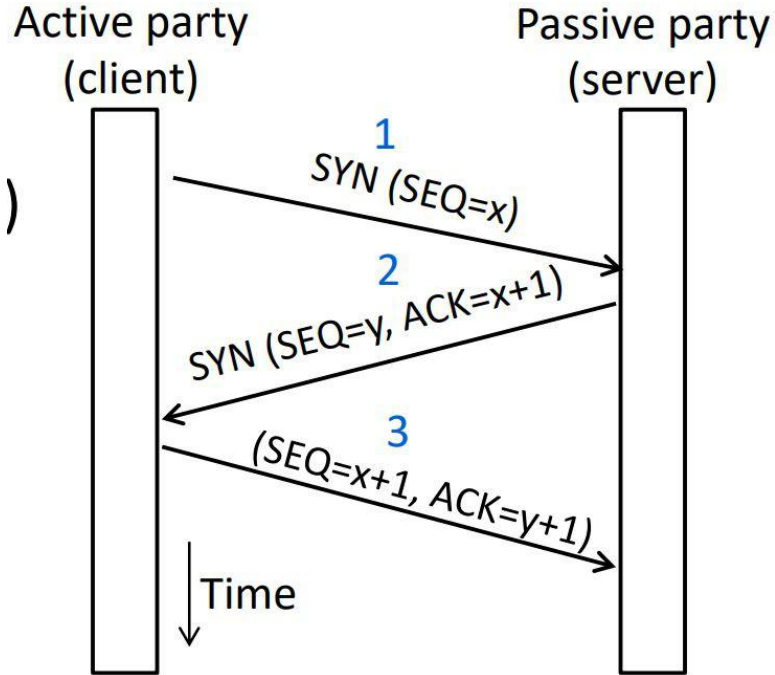 Active party
(client)
Passive party
(server)
)
1
SYN (SEQ=x)
2
SYN (SEQ=y, ACK=x+1)
3
(SEQ=x+1, ACK=y+1)
Time